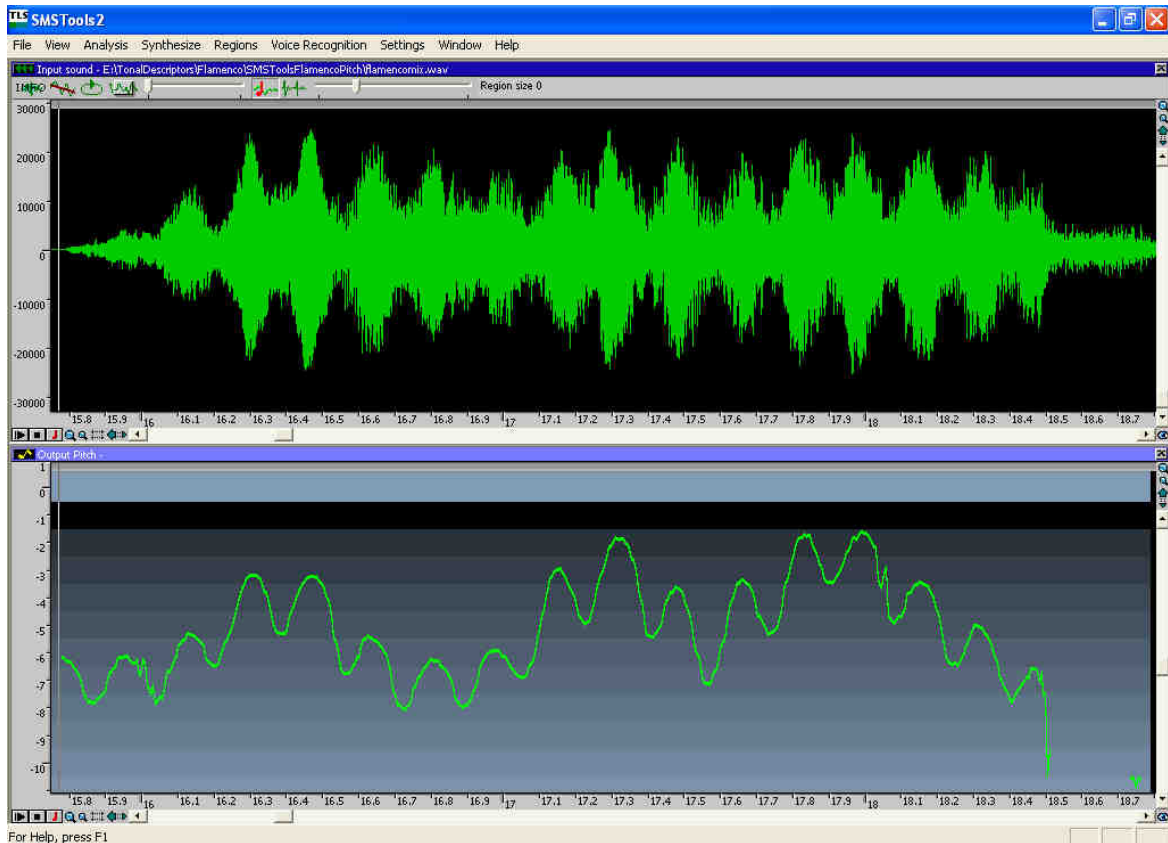 TLS SMSTools2
File View Analysis Synthesize Regions Voice Recognition Settings Window Help
Input sound - E:\TonalDescriptors\Flamenco\SMSToolsFlamencoPitch\flamencomix.wav
Region size 0
30000
20000
10000
0
-10000
-20000
-30000
15.8 15.9 16 16.1 16.2 16.3 16.4 16.5 16.6 16.7 16.8 16.9 17 17.1 17.2 17.3 17.4 17.5 17.6 17.7 17.8 17.9 18 18.1 18.2 18.3 18.4 18.5 18.6 18.7
Output Pitch -
1
0
-1
-2
-3
-4
-5
-6
-7
-8
-9
-10
15.8 15.9 16 16.1 16.2 16.3 16.4 16.5 16.6 16.7 16.8 16.9 17 17.1 17.2 17.3 17.4 17.5 17.6 17.7 17.8 17.9 18 18.1 18.2 18.3 18.4 18.5 18.6 18.7
For Help, press F1